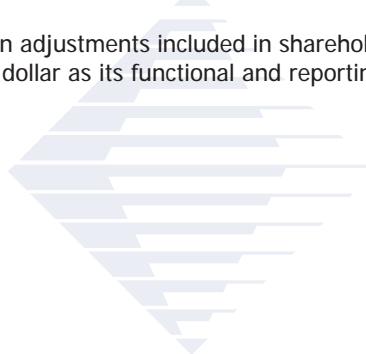 n adjustments included in sharehol
dollar as its functional and reportin